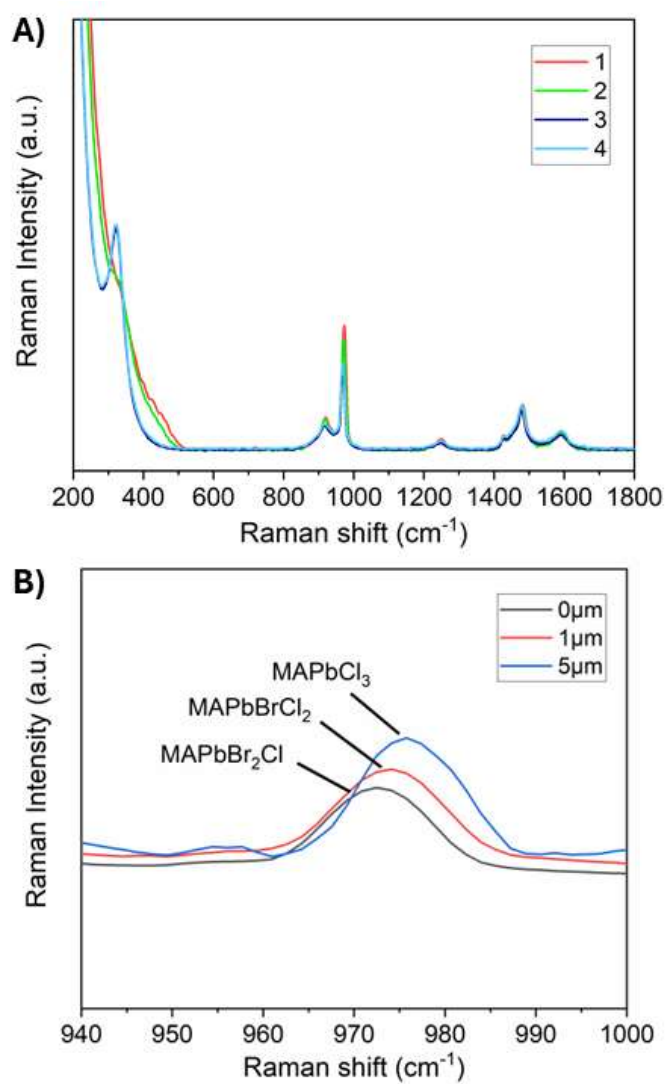 A)
Raman Intensity (a.u.)
1
2
3
4
200 400 600 800 1000 1200 1400 1600 1800
Raman shift (cm⁻¹)
B)
Raman Intensity (a.u.)
0µm
1µm
5µm
MAPbCl₃
MAPbBrCl₂
MAPbBr₂Cl
940 950 960 970 980 990 1000
Raman shift (cm⁻¹)